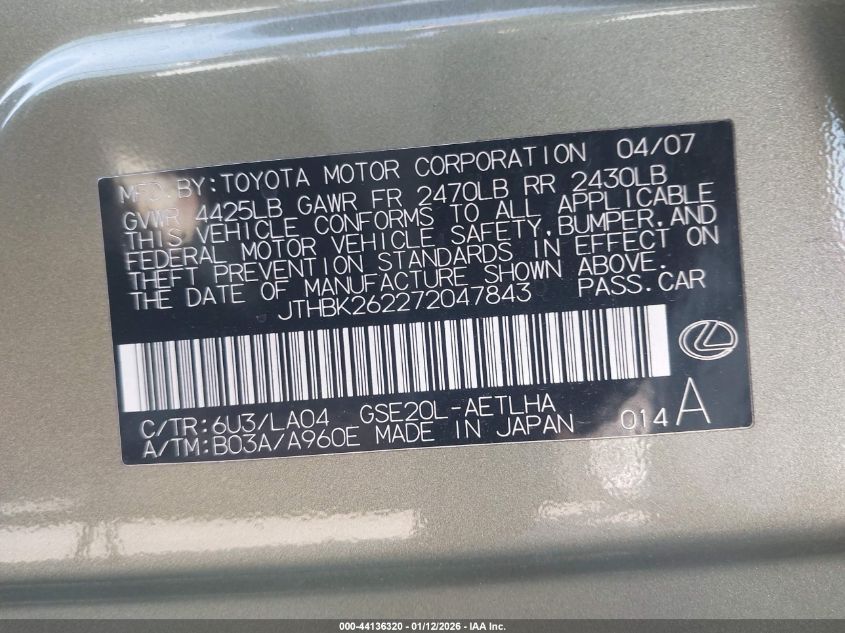 MFD.BY:TOYOTA MOTOR CORPORATION 04/07
GVWR 4425LB GAWR FR 2470LB RR 2430LB
THIS VEHICLE CONFORMS TO ALL APPLICABLE
FEDERAL MOTOR VEHICLE SAFETY,BUMPER,AND
THEFT PREVENTION STANDARDS IN EFFECT ON
THE DATE OF MANUFACTURE SHOWN ABOVE.
JTHBK262272047843 PASS.CAR
C/TR:6U3/LA04 GSE20L-AETLHA
A/TM:B03A/A960E MADE IN JAPAN 014 A
000-44136320 - 01/12/2026 - IAA Inc.